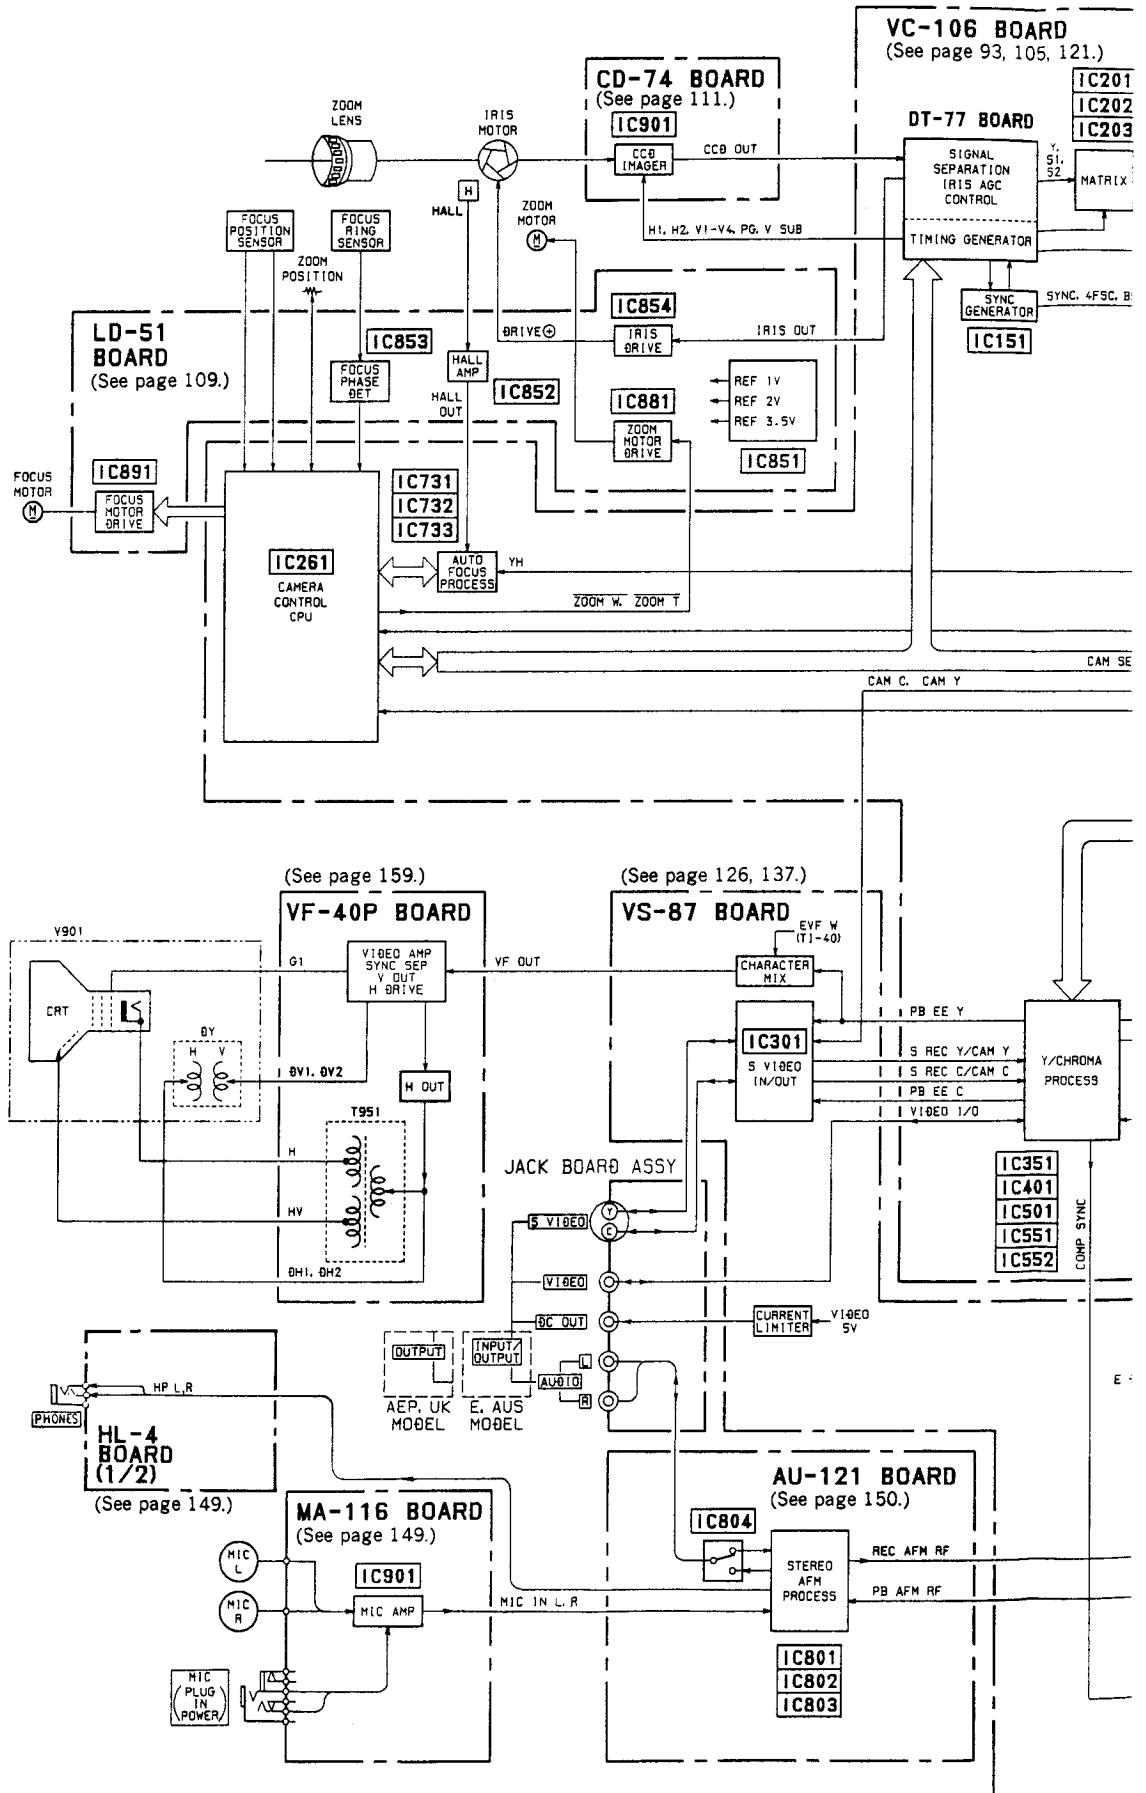 VC-106 BOARD
(See page 93, 105, 121.)
CD-74 BOARD
(See page 111.)
IC901
IC201
IC202
IC203
DT-77 BOARD
ZOOM
LENS
IRIS
MOTOR
CCD
IMAGER
CCD OUT
SIGNAL
SEPARATION
IRIS AGC
CONTROL
Y,
S1,
S2
MATRIX
TIMING GENERATOR
H
HALL
ZOOM
MOTOR
M
H1, H2, V1-V4, PG, V SUB
FOCUS
POSITION
SENSOR
FOCUS
RING
SENSOR
ZOOM
POSITION
SYNC
GENERATOR
SYNC, 4FSC, B
IC151
LD-51
BOARD
(See page 109.)
IC853
FOCUS
PHASE
DET
DRIVE⊕
HALL
AMP
HALL
OUT
IC852
IC854
IRIS
DRIVE
IRIS OUT
IC881
ZOOM
MOTOR
DRIVE
REF 1V
REF 2V
REF 3.5V
IC851
FOCUS
MOTOR
M
IC891
FOCUS
MOTOR
DRIVE
IC731
IC732
IC733
IC261
CAMERA
CONTROL
CPU
AUTO
FOCUS
PROCESS
YH
ZOOM W, ZOOM T
CAM SE
CAM C, CAM Y
(See page 159.)
VF-40P BOARD
(See page 126, 137.)
VS-87 BOARD
V901
CRT
G1
VIDEO AMP
SYNC SEP
V OUT
H DRIVE
VF OUT
EVF W
(TI-40)
CHARACTER
MIX
DY
H V
DV1, DV2
H OUT
T951
H
HV
DH1, DH2
IC301
S VIDEO
IN/OUT
PB EE Y
S REC Y/CAM Y
S REC C/CAM C
PB EE C
VIDEO I/O
Y/CHROMA
PROCESS
IC351
IC401
IC501
IC551
IC552
COMP SYNC
JACK BOARD ASSY
S VIDEO
Y
C
VIDEO
DC OUT
CURRENT
LIMITER
VIDEO
5V
OUTPUT
AEP, UK
MODEL
INPUT/
OUTPUT
E, AUS
MODEL
AUDIO
L
R
E
HP L,R
PHONES
HL-4
BOARD
(1/2)
(See page 149.)
MA-116 BOARD
(See page 149.)
MIC
L
MIC
R
IC901
MIC AMP
MIC IN L, R
MIC
(PLUG
IN
POWER)
AU-121 BOARD
(See page 150.)
IC804
STEREO
AFM
PROCESS
REC AFM RF
PB AFM RF
IC801
IC802
IC803